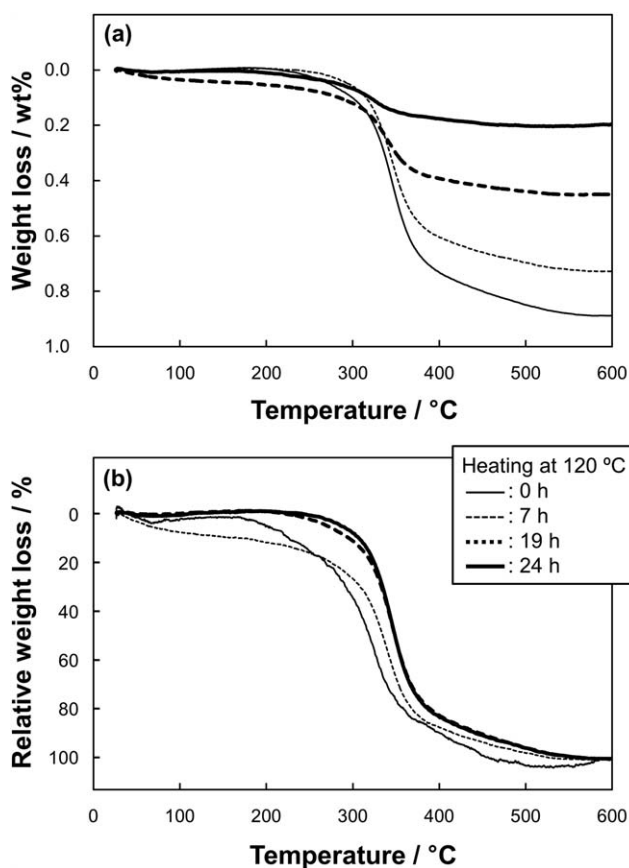 (a)
0.0
0.2
0.4
0.6
0.8
1.0
Weight loss / wt%
0 100 200 300 400 500 600
Temperature / °C
(b)
Heating at 120 ºC
: 0 h
: 7 h
: 19 h
: 24 h
0
20
40
60
80
100
Relative weight loss / %
0 100 200 300 400 500 600
Temperature / °C